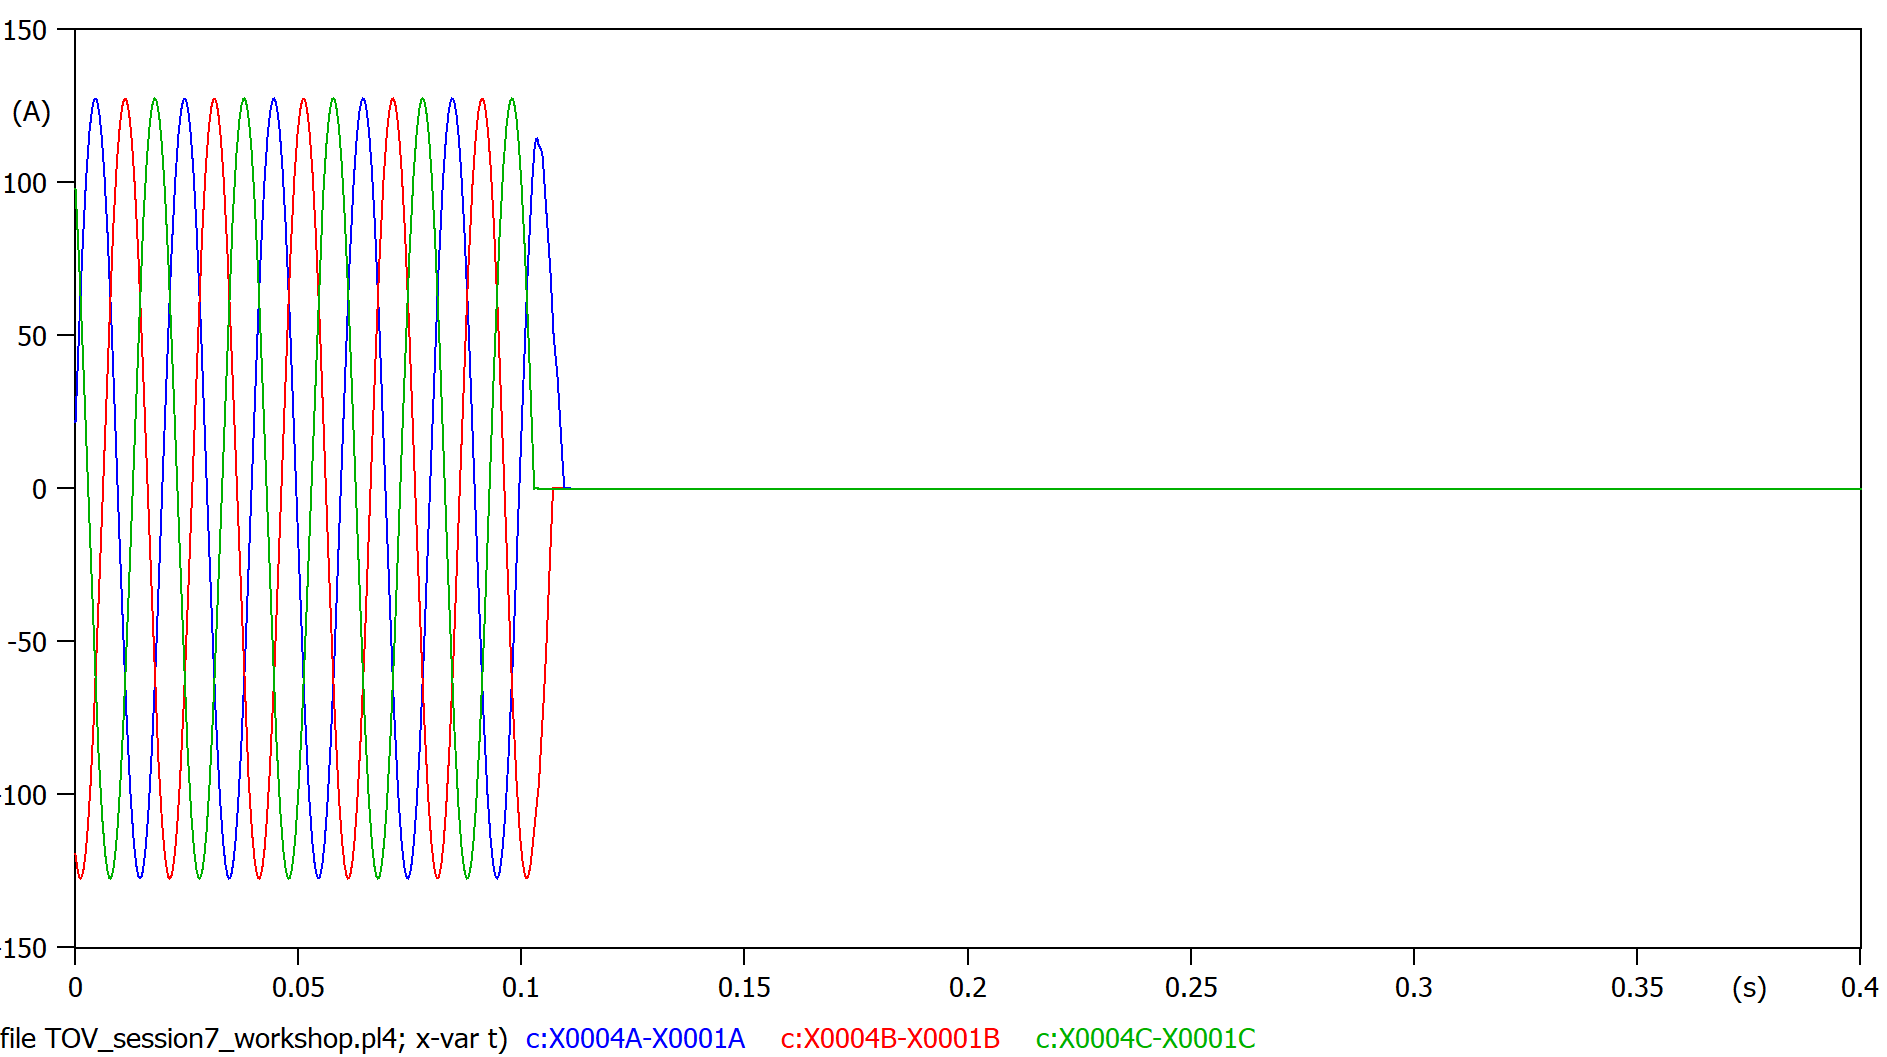 150
(A)
100
50
0
-50
-100
-150
0 0.05 0.1 0.15 0.2 0.25 0.3 0.35 (s) 0.4
file TOV_session7_workshop.pl4; x-var t) c:X0004A-X0001A c:X0004B-X0001B c:X0004C-X0001C